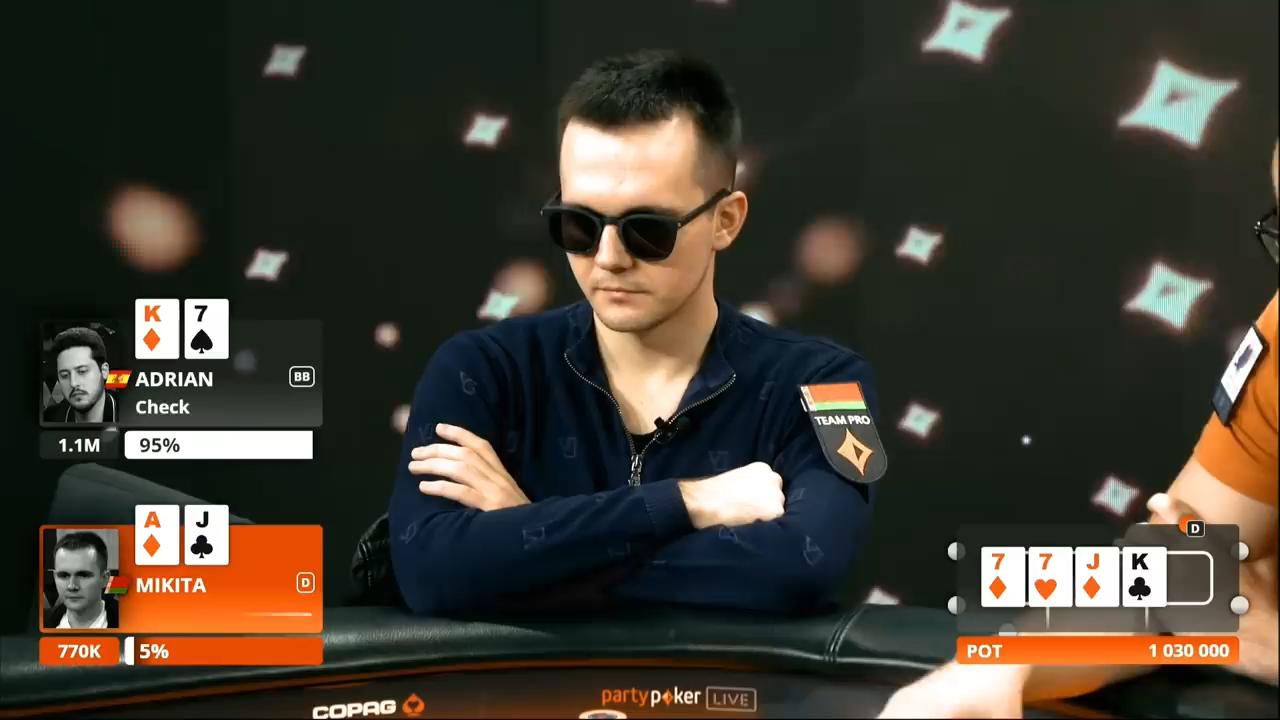 K 7
ADRIAN BB
Check
1.1M 95%
A J
MIKITA D
770K 5%
TEAM PRO
D
7 7 J K
POT 1 030 000
COPAG partypoker LIVE